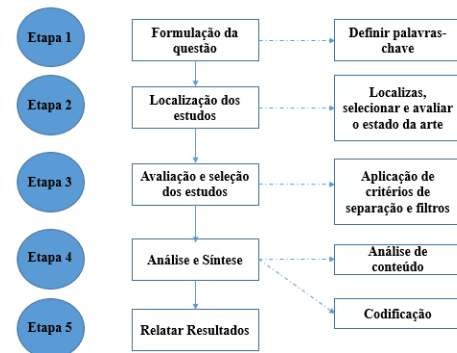 Etapa 1
Formulação da
questão
Definir palavras-
chave
Etapa 2
Localização dos
estudos
Localizas,
selecionar e avaliar
o estado da arte
Etapa 3
Avaliação e seleção
dos estudos
Aplicação de
critérios de
separação e filtros
Etapa 4
Análise e Síntese
Análise de
conteúdo
Codificação
Etapa 5
Relatar Resultados